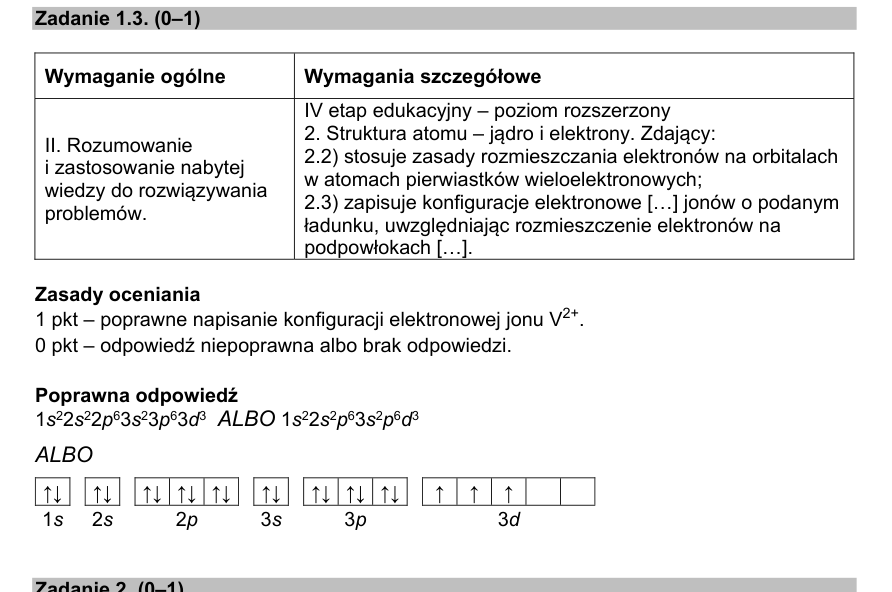 Zadanie 1.3. (0–1)
Wymaganie ogólne
Wymagania szczegółowe
II. Rozumowanie
i zastosowanie nabytej
wiedzy do rozwiązywania
problemów.
IV etap edukacyjny – poziom rozszerzony
2. Struktura atomu – jądro i elektrony. Zdający:
2.2) stosuje zasady rozmieszczania elektronów na orbitalach
w atomach pierwiastków wieloelektronowych;
2.3) zapisuje konfiguracje elektronowe […] jonów o podanym
ładunku, uwzględniając rozmieszczenie elektronów na
podpowłokach […].
Zasady oceniania
1 pkt – poprawne napisanie konfiguracji elektronowej jonu V²⁺.
0 pkt – odpowiedź niepoprawna albo brak odpowiedzi.
Poprawna odpowiedź
1s²2s²2p⁶3s²3p⁶3d³ ALBO 1s²2s²p⁶3s²p⁶d³
ALBO
↑↓ ↑↓ ↑↓ ↑↓ ↑↓ ↑↓ ↑↓ ↑↓ ↑↓ ↑ ↑ ↑
1s 2s 2p 3s 3p 3d
Zadanie 2. (0–1)